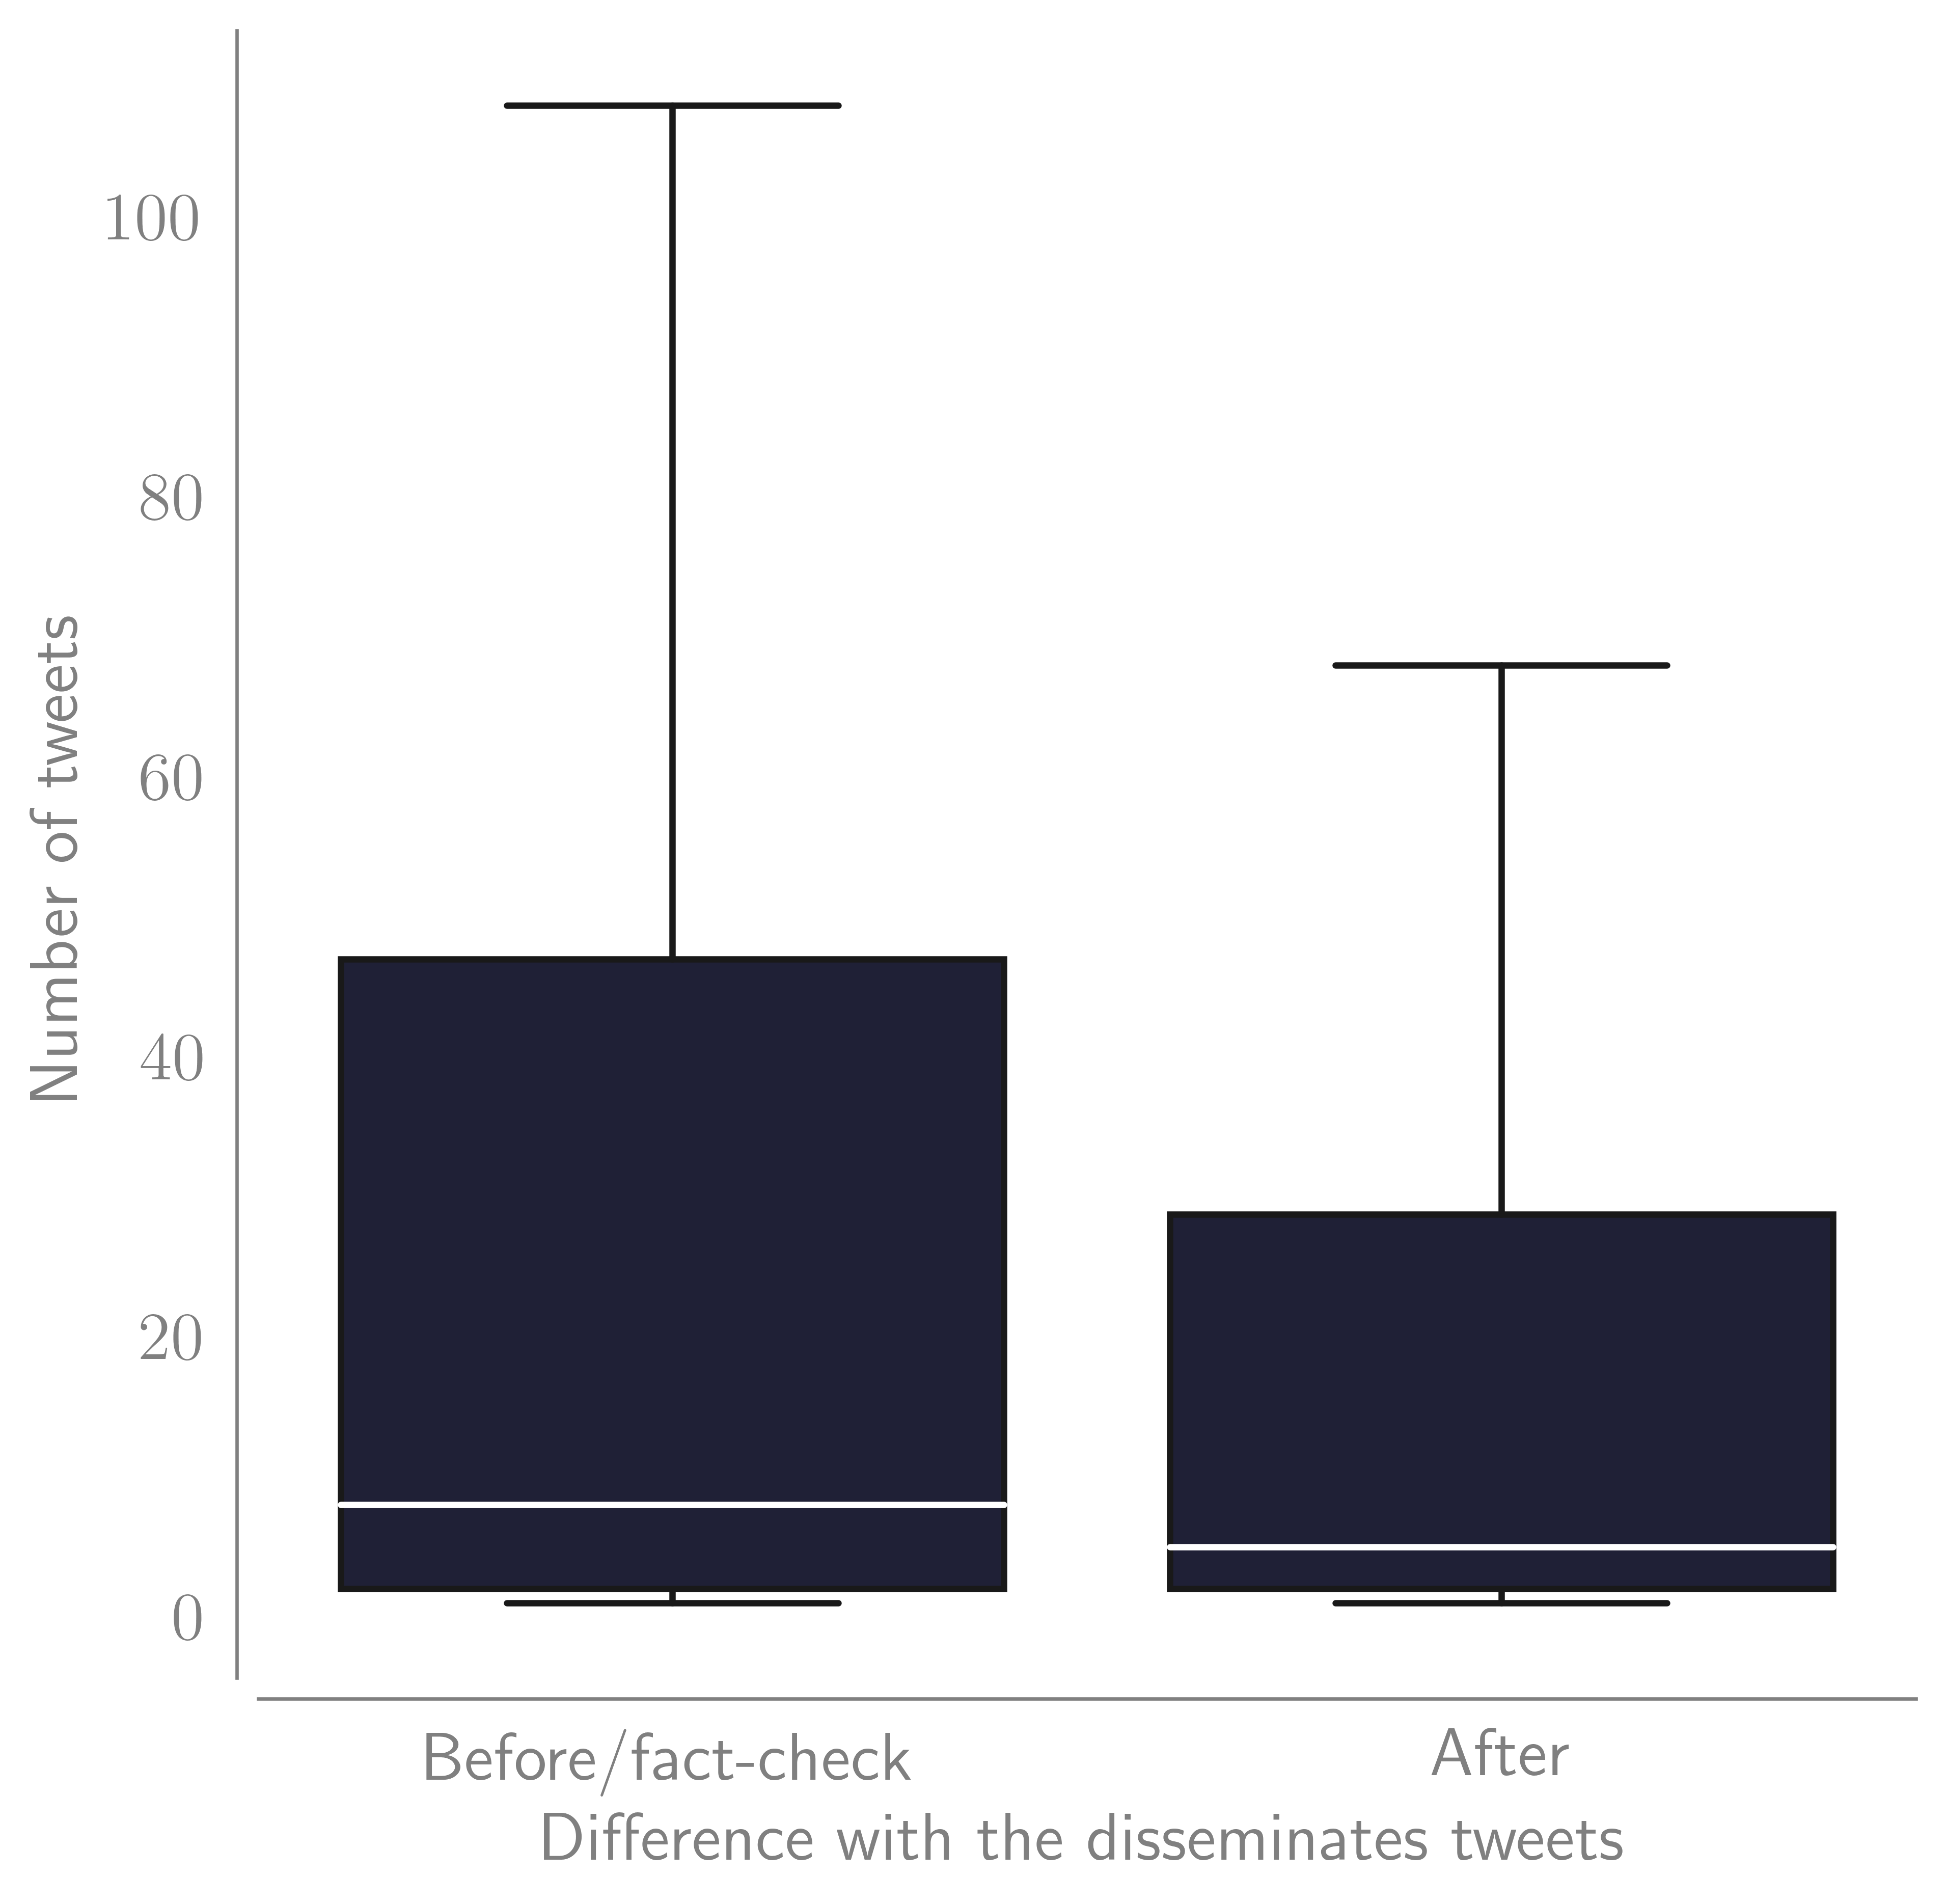 Number of tweets
100
80
60
40
20
0
Before/fact-check
After
Difference with the disseminates tweets